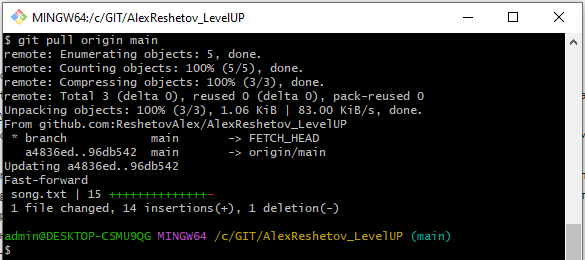 MINGW64:/c/GIT/AlexReshetov_LevelUP
$ git pull origin main
remote: Enumerating objects: 5, done.
remote: Counting objects: 100% (5/5), done.
remote: Compressing objects: 100% (3/3), done.
remote: Total 3 (delta 0), reused 0 (delta 0), pack-reused 0
Unpacking objects: 100% (3/3), 1.06 KiB | 83.00 KiB/s, done.
From github.com:ReshetovAlex/AlexReshetov_LevelUP
 * branch            main       -> FETCH_HEAD
   a4836ed..96db542  main       -> origin/main
Updating a4836ed..96db542
Fast-forward
 song.txt | 15 ++++++++++++++-
 1 file changed, 14 insertions(+), 1 deletion(-)
admin@DESKTOP-CSMU9QG MINGW64 /c/GIT/AlexReshetov_LevelUP (main)
$